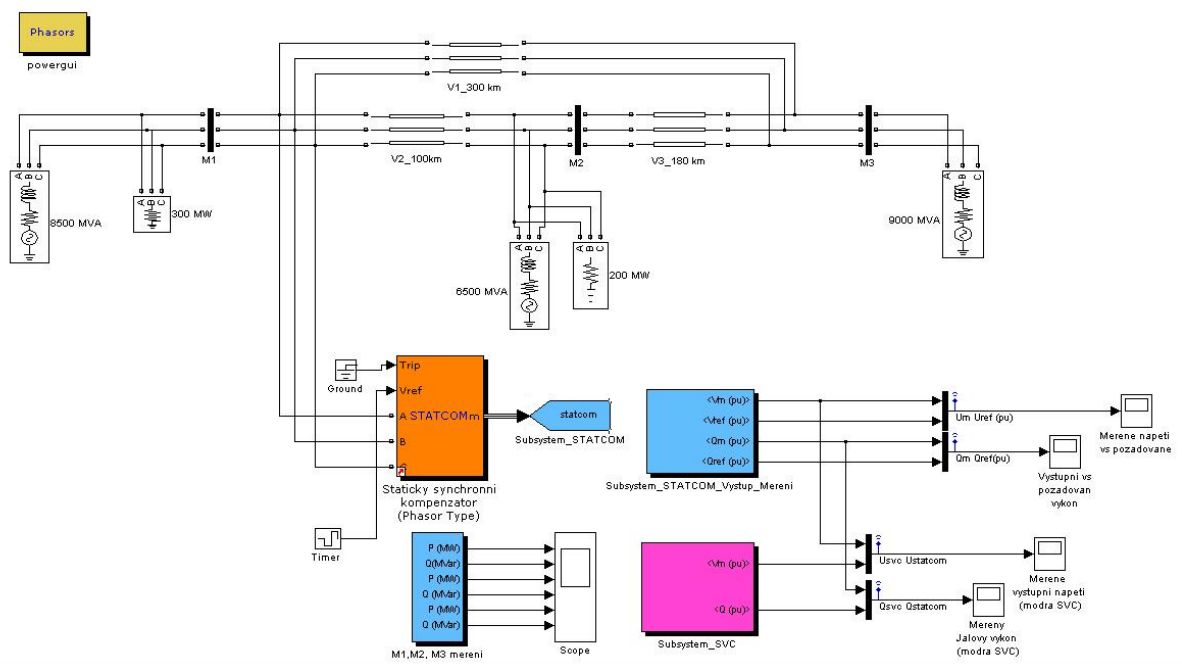 Phasors
powergui
V1_300 km
M1
V2_100km
M2
V3_180 km
M3
A B C
8500 MVA
A B C
300 MW
A B C
6500 MVA
A B C
200 MW
A B C
9000 MVA
Ground
Trip
Vref
A STATCOM m
B
C
Staticky synchronni
kompenzator
(Phasor Type)
statcom
Subsystem_STATCOM
Timer
<Vm (pu)>
<Vref (pu)>
<Qm (pu)>
<Qref (pu)>
Subsystem_STATCOM_Vystup_Mereni
Um Uref (pu)
Merene napeti
vs pozadovane
Qm Qref(pu)
Vystupni vs
pozadovan
vykon
P (MW)
Q(MVar)
P (MW)
Q (MVar)
P (MW)
Q (MVar)
M1,M2, M3 mereni
Scope
<Vm (pu)>
<Q (pu)>
Subsystem_SVC
Usvc Ustatcom
Merene
vystupni napeti
(modra SVC)
Qsvc Qstatcom
Mereny
Jalovy vykon
(modra SVC)